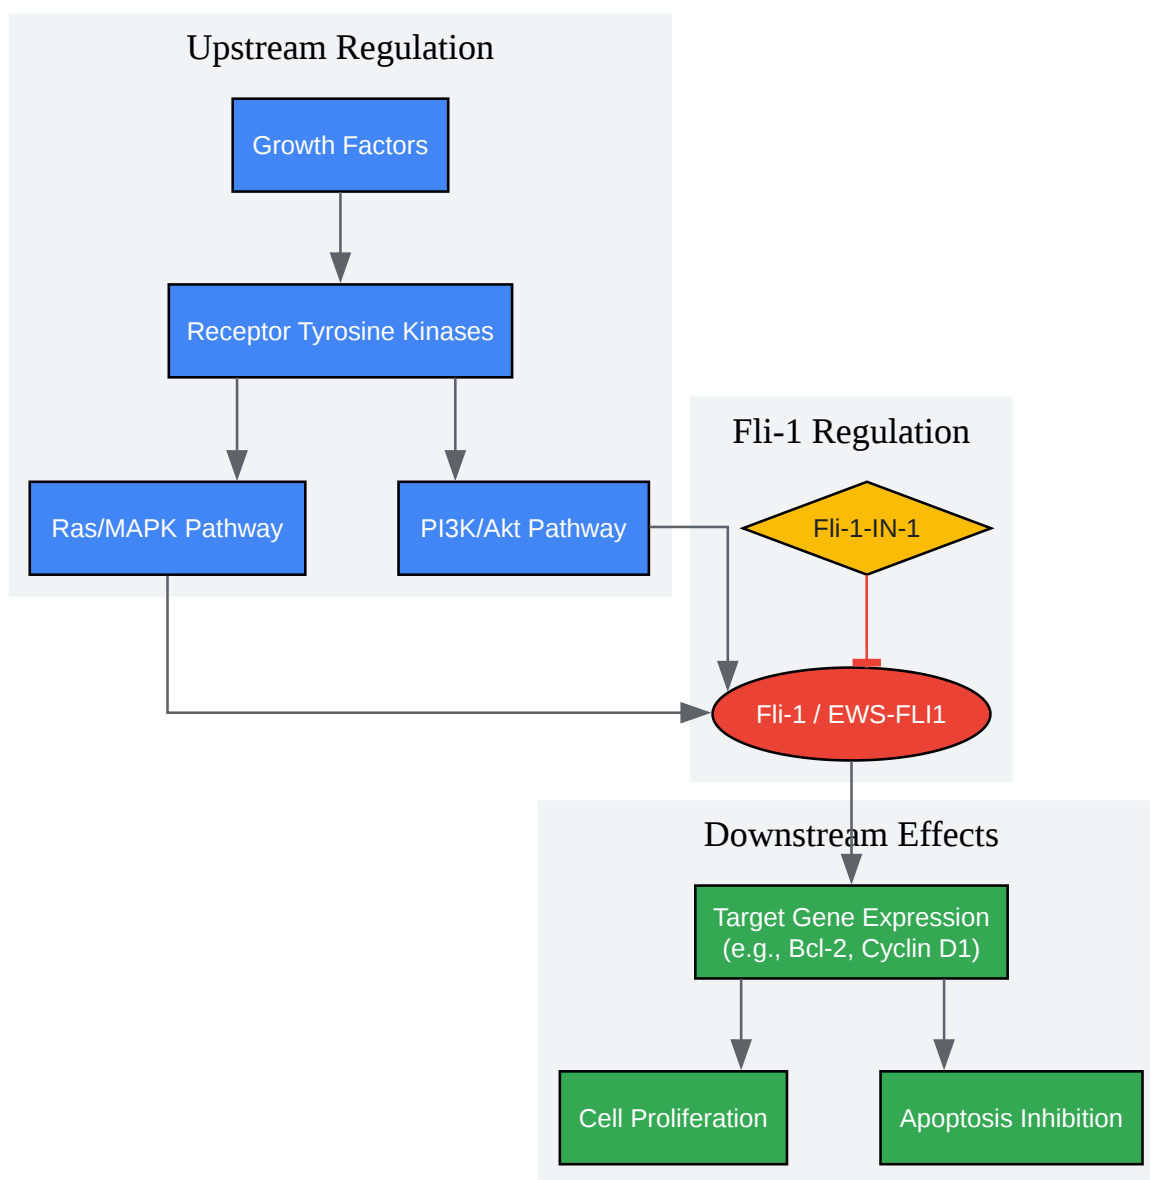 Upstream Regulation
Growth Factors
Receptor Tyrosine Kinases
Ras/MAPK Pathway
PI3K/Akt Pathway
Fli-1 Regulation
Fli-1-IN-1
Fli-1 / EWS-FLI1
Downstream Effects
Target Gene Expression
(e.g., Bcl-2, Cyclin D1)
Cell Proliferation
Apoptosis Inhibition